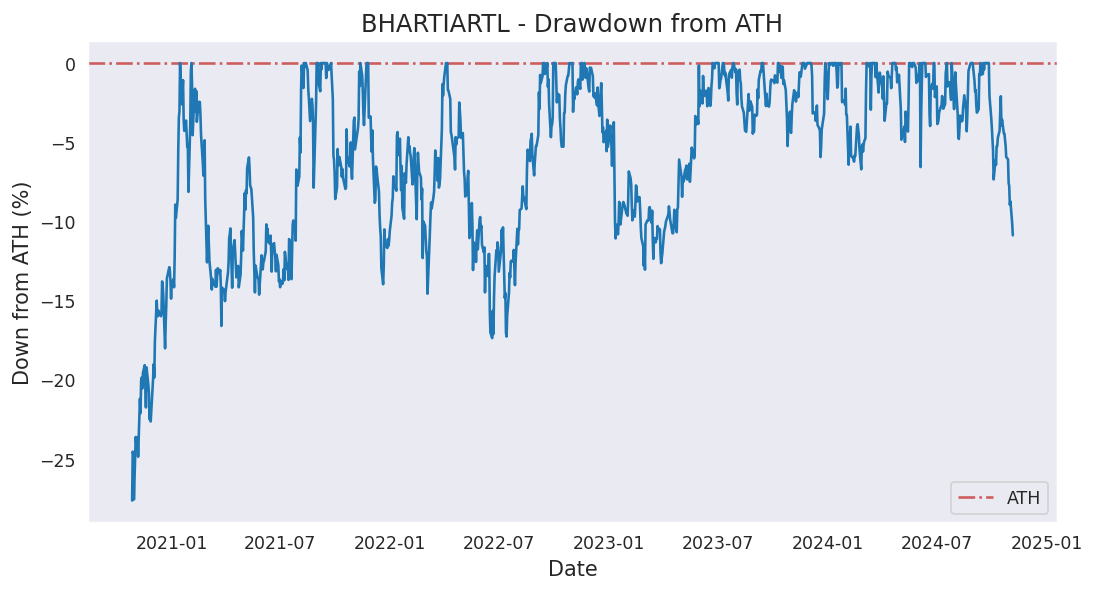 BHARTIARTL - Drawdown from ATH
Down from ATH (%)
0
−5
−10
−15
−20
−25
ATH
2021-01 2021-07 2022-01 2022-07 2023-01 2023-07 2024-01 2024-07 2025-01
Date